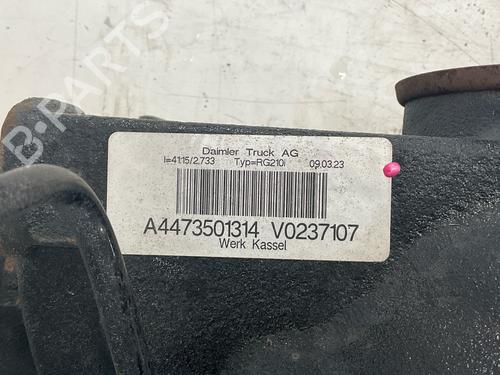 B-PARTS
Daimler Truck AG
I=41:15/2.733 Typ=RG210i 09.03.23
A4473501314 V0237107
Werk Kassel